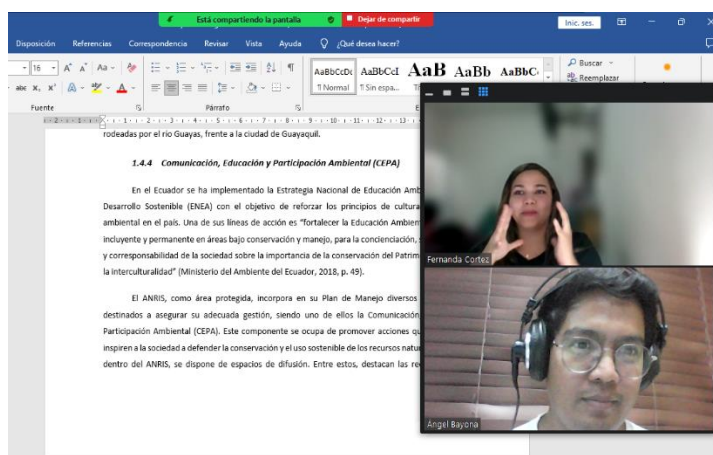 Está compartiendo la pantalla
Dejar de compartir
Inic. ses.
Disposición Referencias Correspondencia Revisar Vista Ayuda ¿Qué desea hacer?
16 A A Aa
AaBbCcDc AaBbCcI AaB AaBb AaBbC
Buscar
abc x, x² A
¶ Normal ¶ Sin espa...
Reemplazar
Fuente Párrafo
rodeadas por el río Guayas, frente a la ciudad de Guayaquil.
1.4.4 Comunicación, Educación y Participación Ambiental (CEPA)
En el Ecuador se ha implementado la Estrategia Nacional de Educación Amb
Desarrollo Sostenible (ENEA) con el objetivo de reforzar los principios de cultura
ambiental en el país. Una de sus líneas de acción es “fortalecer la Educación Ambien
incluyente y permanente en áreas bajo conservación y manejo, para la concienciación,
y corresponsabilidad de la sociedad sobre la importancia de la conservación del Patrim
la interculturalidad” (Ministerio del Ambiente del Ecuador, 2018, p. 49).
El ANRIS, como área protegida, incorpora en su Plan de Manejo diversos
destinados a asegurar su adecuada gestión, siendo uno de ellos la Comunicación
Participación Ambiental (CEPA). Este componente se ocupa de promover acciones qu
inspiren a la sociedad a defender la conservación y el uso sostenible de los recursos natu
dentro del ANRIS, se dispone de espacios de difusión. Entre estos, destacan las re
Fernanda Cortez
Ángel Bayona